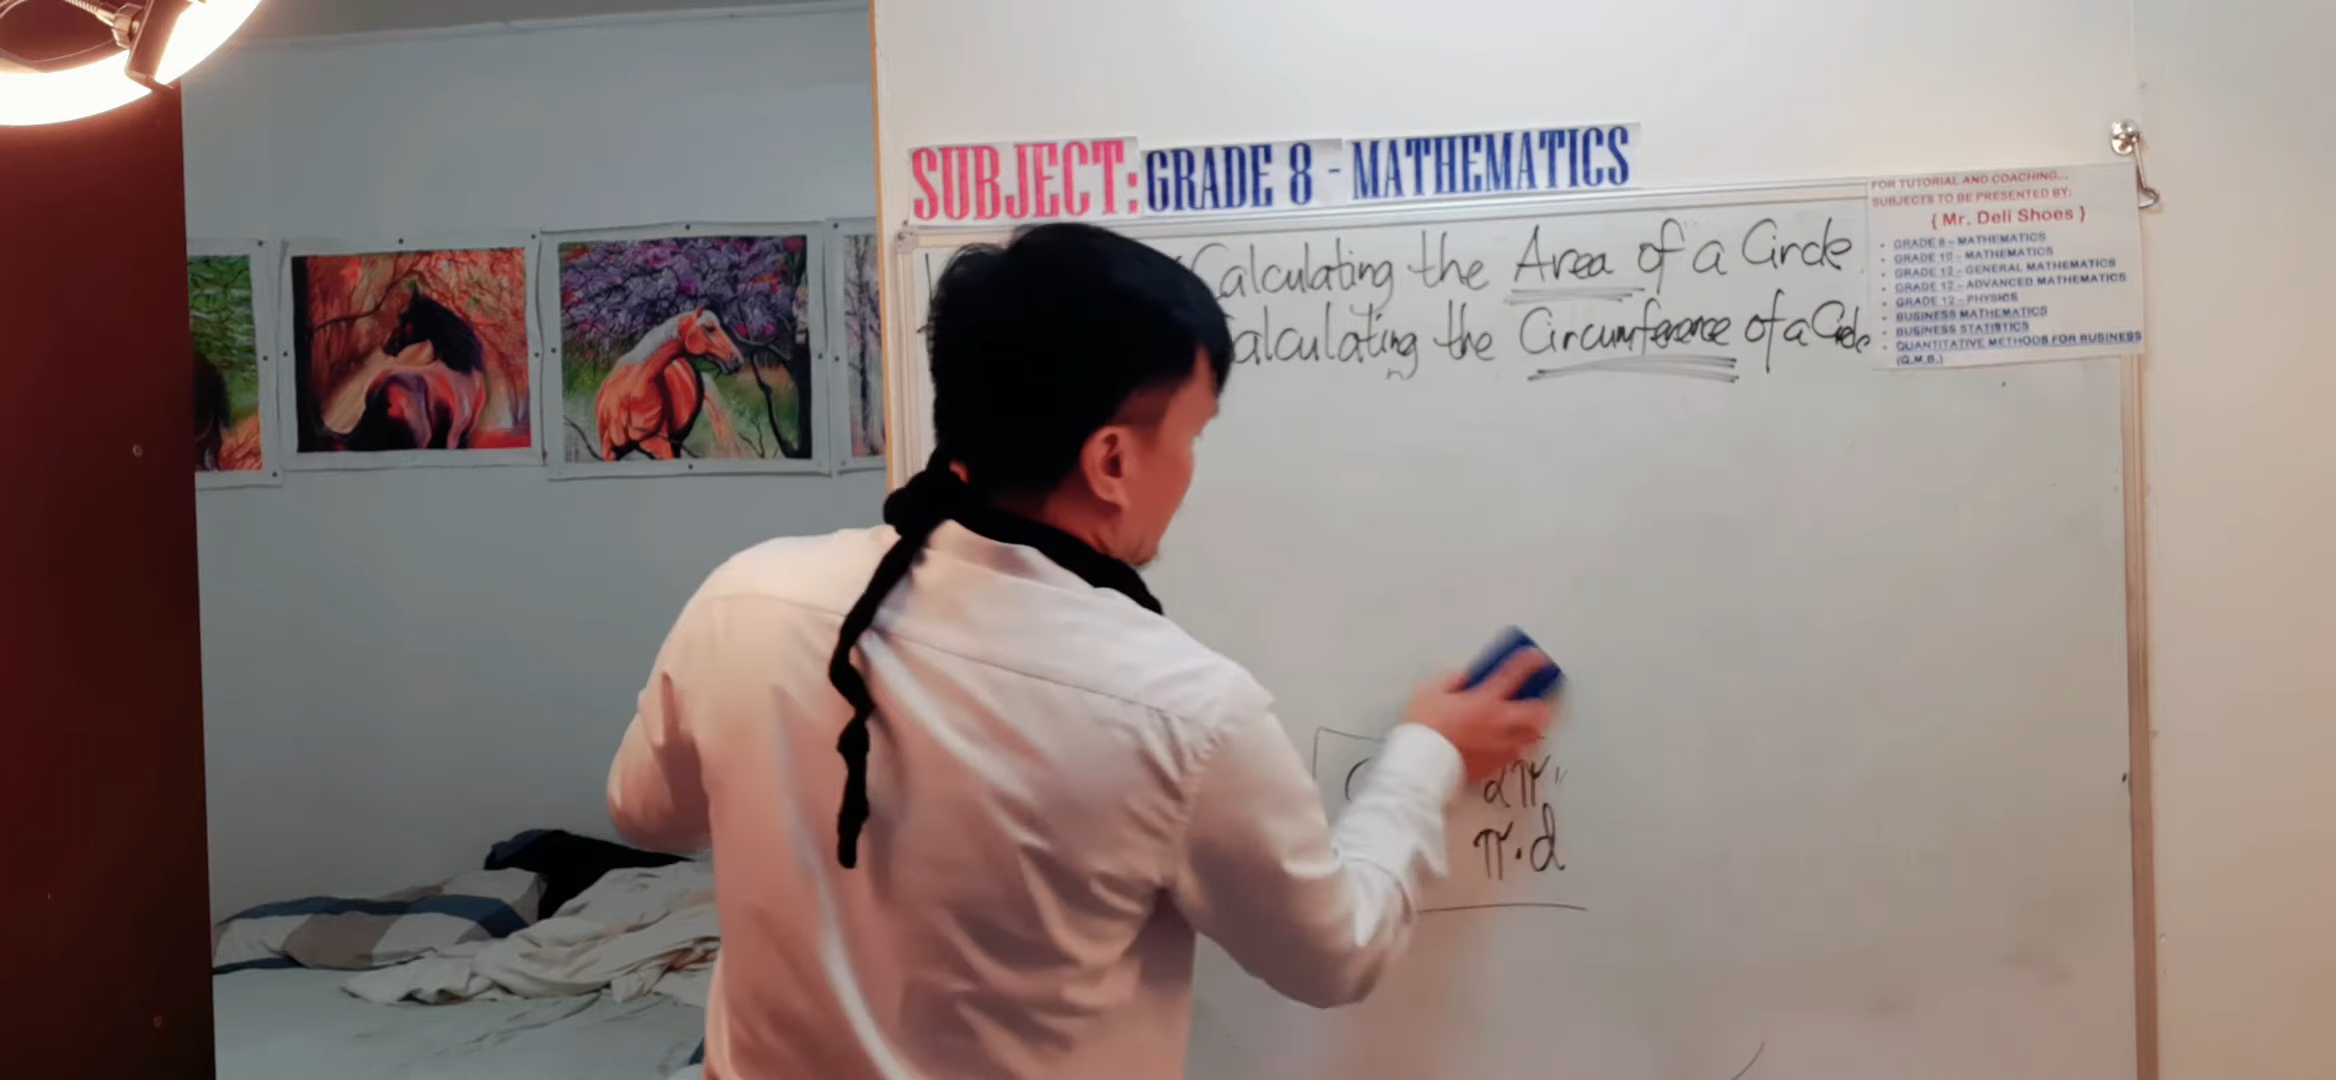 SUBJECT: GRADE 8 - MATHEMATICS
FOR TUTORIAL AND COACHING...
SUBJECTS TO BE PRESENTED BY:
{ Mr. Deli Shoes }
• GRADE 8 - MATHEMATICS
• GRADE 10 - MATHEMATICS
• GRADE 12 - GENERAL MATHEMATICS
• GRADE 12 - ADVANCED MATHEMATICS
• GRADE 12 - PHYSICS
• BUSINESS MATHEMATICS
• BUSINESS STATISTICS
• QUANTITATIVE METHODS FOR BUSINESS
(Q.M.B.)
Calculating the Area of a Circle
alculating the Circumference of a Circle
π·d